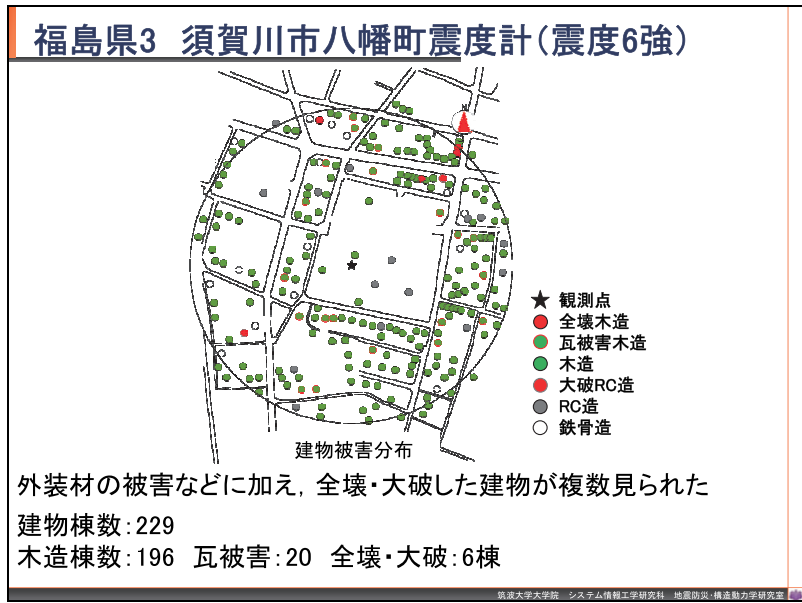 福島県3　須賀川市八幡町震度計(震度6強)
N
観測点
全壊木造
瓦被害木造
木造
大破RC造
RC造
鉄骨造
建物被害分布
外装材の被害などに加え，全壊・大破した建物が複数見られた
建物棟数：229
木造棟数：196　瓦被害：20　全壊・大破：6棟
筑波大学大学院　システム情報工学研究科　地震防災・構造動力学研究室